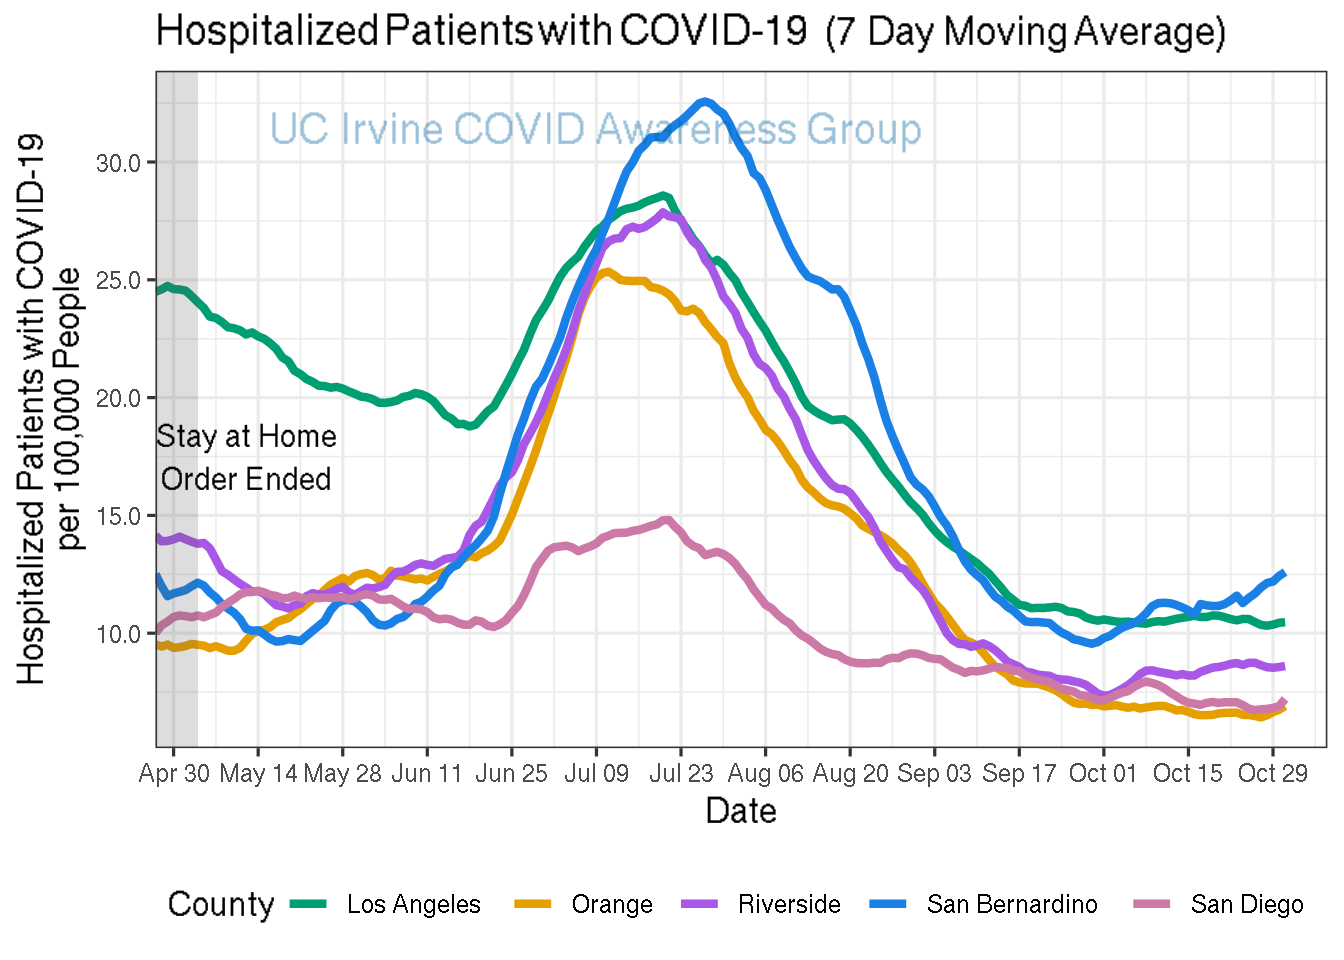 Hospitalized Patients with COVID-19 (7 Day Moving Average)
UC Irvine COVID Awareness Group
Hospitalized Patients with COVID-19
per 100,000 People
30.0
25.0
20.0
15.0
10.0
Stay at Home
Order Ended
Apr 30 May 14 May 28 Jun 11 Jun 25 Jul 09 Jul 23 Aug 06 Aug 20 Sep 03 Sep 17 Oct 01 Oct 15 Oct 29
Date
County Los Angeles Orange Riverside San Bernardino San Diego